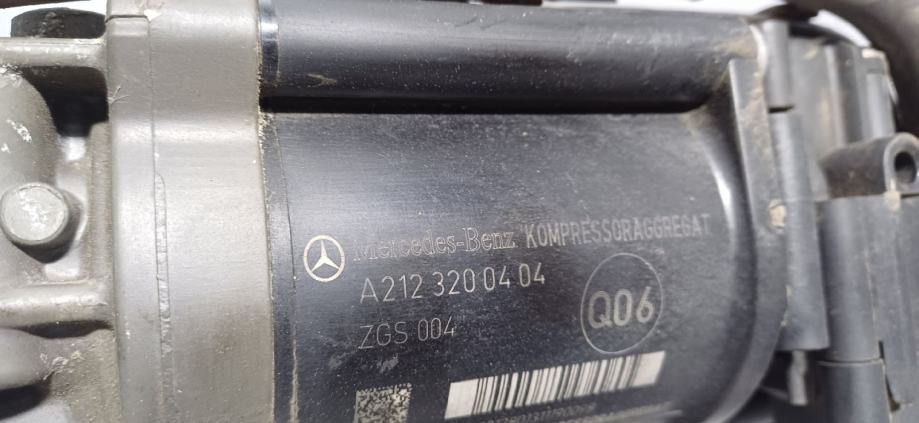 Mercedes-Benz KOMPRESSORAGGREGAT
A212 320 04 04
ZGS 004
Q06